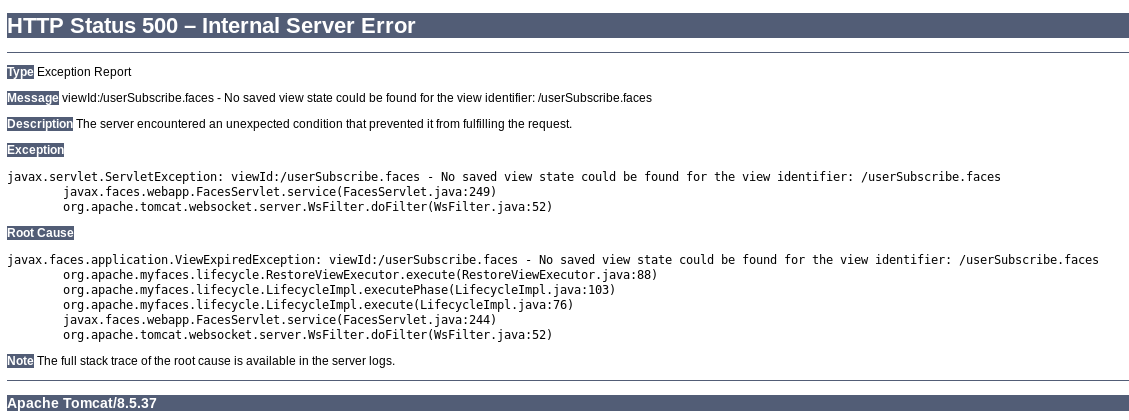 HTTP Status 500 – Internal Server Error
Type Exception Report
Message viewId:/userSubscribe.faces - No saved view state could be found for the view identifier: /userSubscribe.faces
Description The server encountered an unexpected condition that prevented it from fulfilling the request.
Exception
javax.servlet.ServletException: viewId:/userSubscribe.faces - No saved view state could be found for the view identifier: /userSubscribe.faces
	javax.faces.webapp.FacesServlet.service(FacesServlet.java:249)
	org.apache.tomcat.websocket.server.WsFilter.doFilter(WsFilter.java:52)
Root Cause
javax.faces.application.ViewExpiredException: viewId:/userSubscribe.faces - No saved view state could be found for the view identifier: /userSubscribe.faces
	org.apache.myfaces.lifecycle.RestoreViewExecutor.execute(RestoreViewExecutor.java:88)
	org.apache.myfaces.lifecycle.LifecycleImpl.executePhase(LifecycleImpl.java:103)
	org.apache.myfaces.lifecycle.LifecycleImpl.execute(LifecycleImpl.java:76)
	javax.faces.webapp.FacesServlet.service(FacesServlet.java:244)
	org.apache.tomcat.websocket.server.WsFilter.doFilter(WsFilter.java:52)
Note The full stack trace of the root cause is available in the server logs.
Apache Tomcat/8.5.37